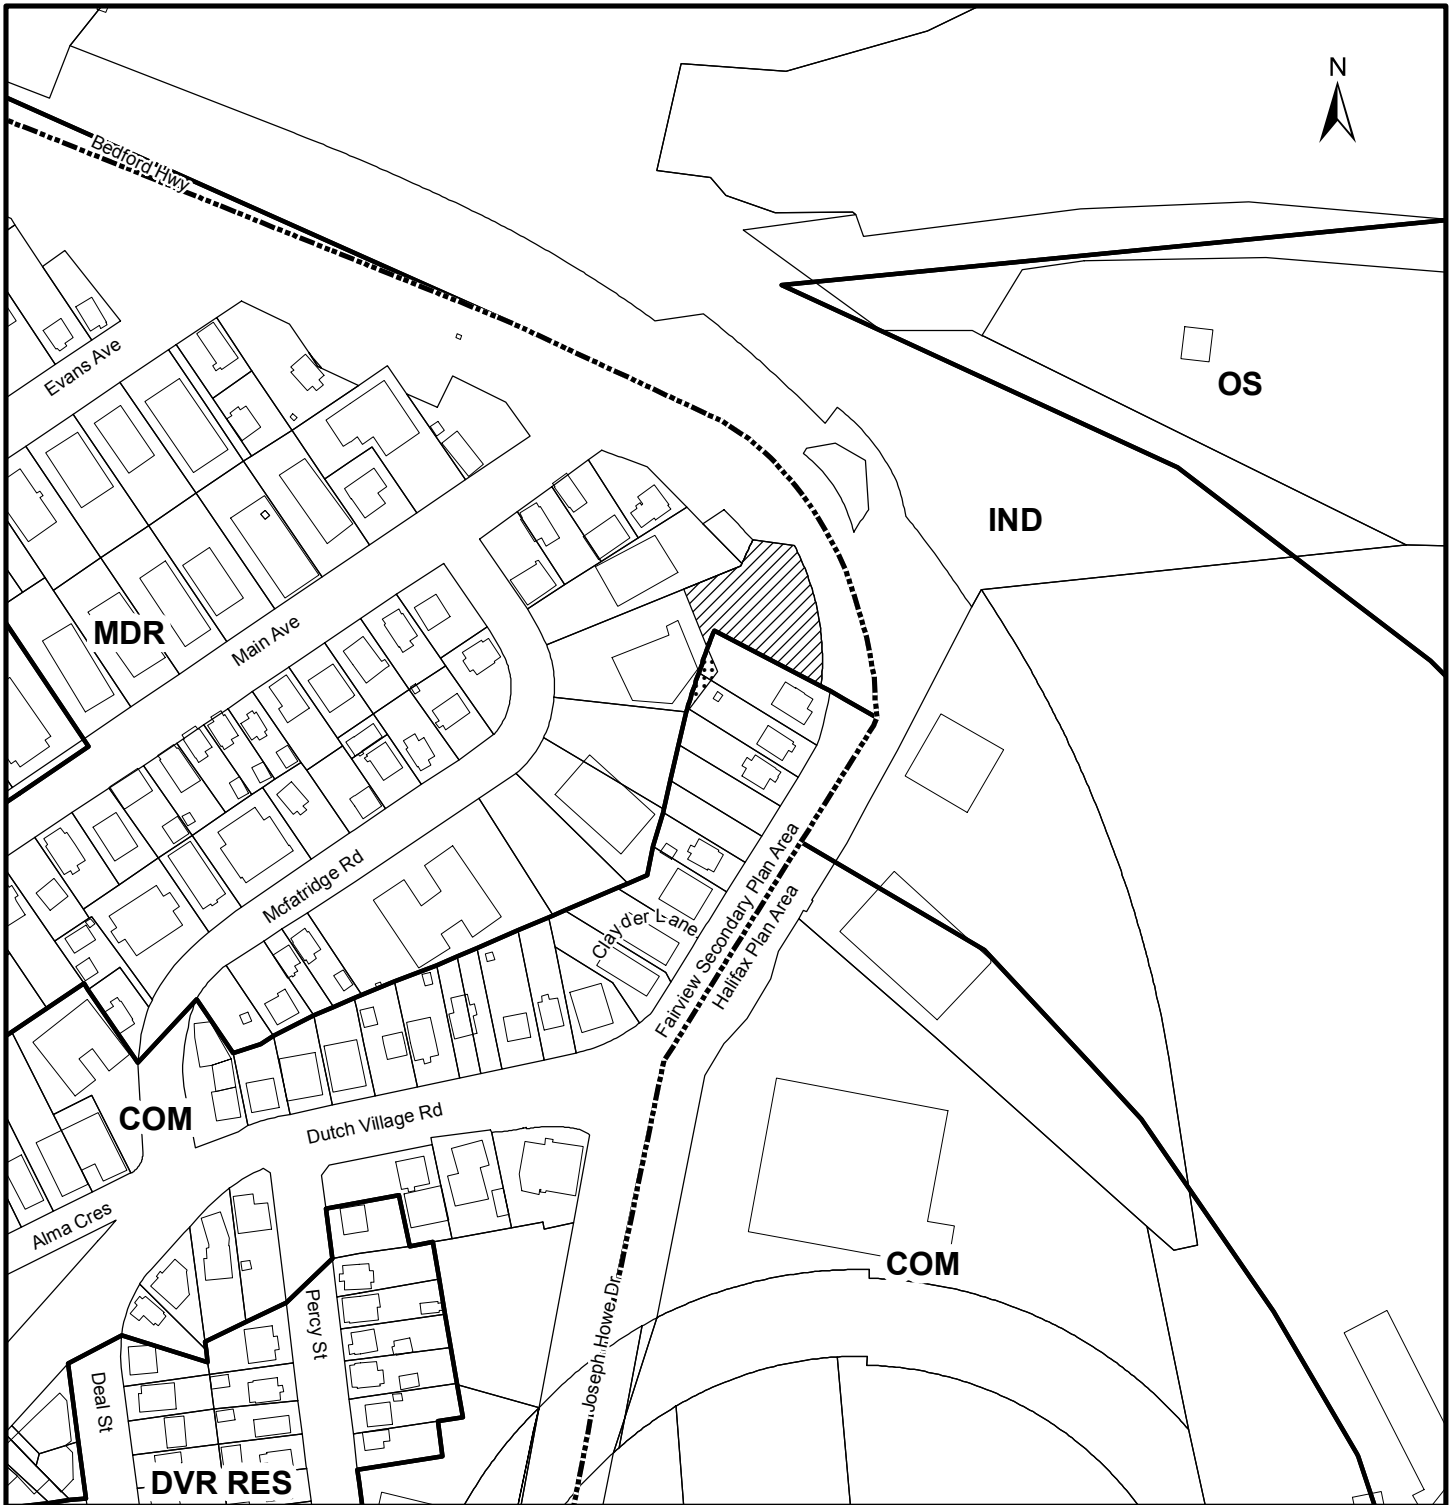 N
Bedford Hwy
Evans Ave
OS
IND
MDR
Main Ave
Mcfatridge Rd
Clayder Lane
Fairview Secondary Plan Area
Halifax Plan Area
COM
Dutch Village Rd
Alma Cres
COM
Percy St
Joseph Howe Dr
Deal St
DVR RES